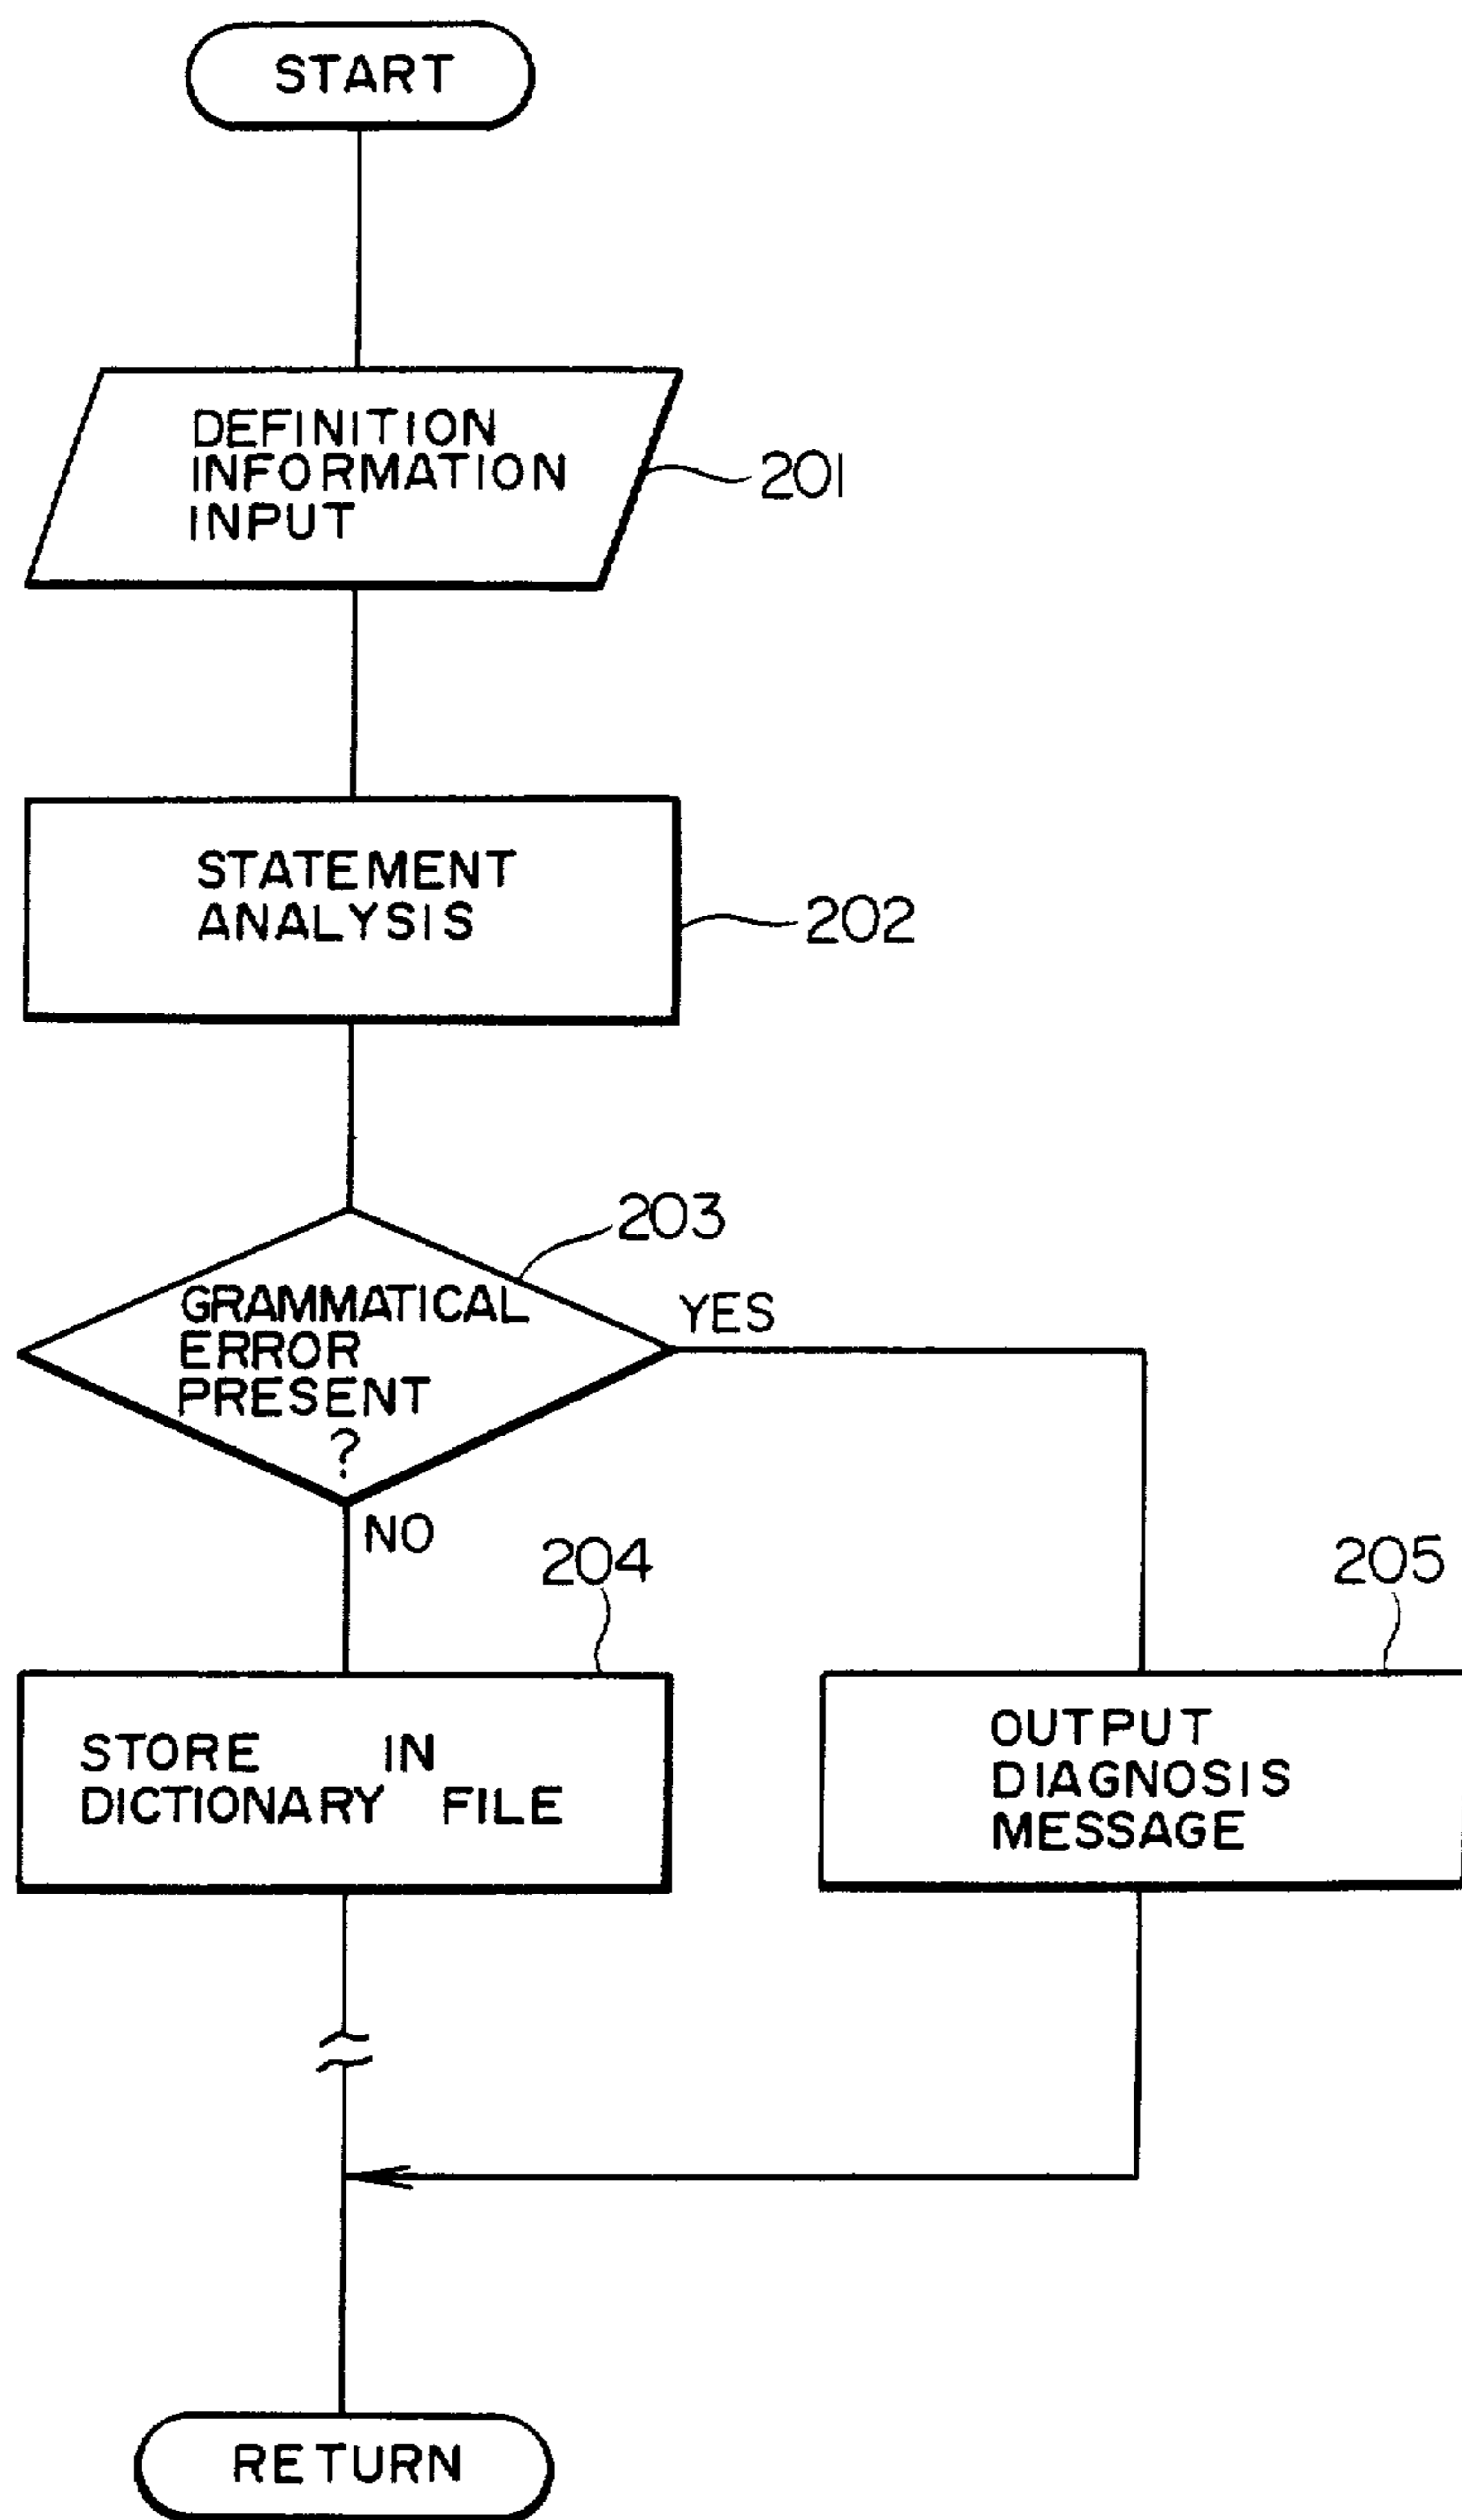 START
DEFINITION
INFORMATION
INPUT
201
STATEMENT
ANALYSIS
202
203
GRAMMATICAL
ERROR
PRESENT
?
YES
NO
204
STORE IN
DICTIONARY FILE
205
OUTPUT
DIAGNOSIS
MESSAGE
RETURN